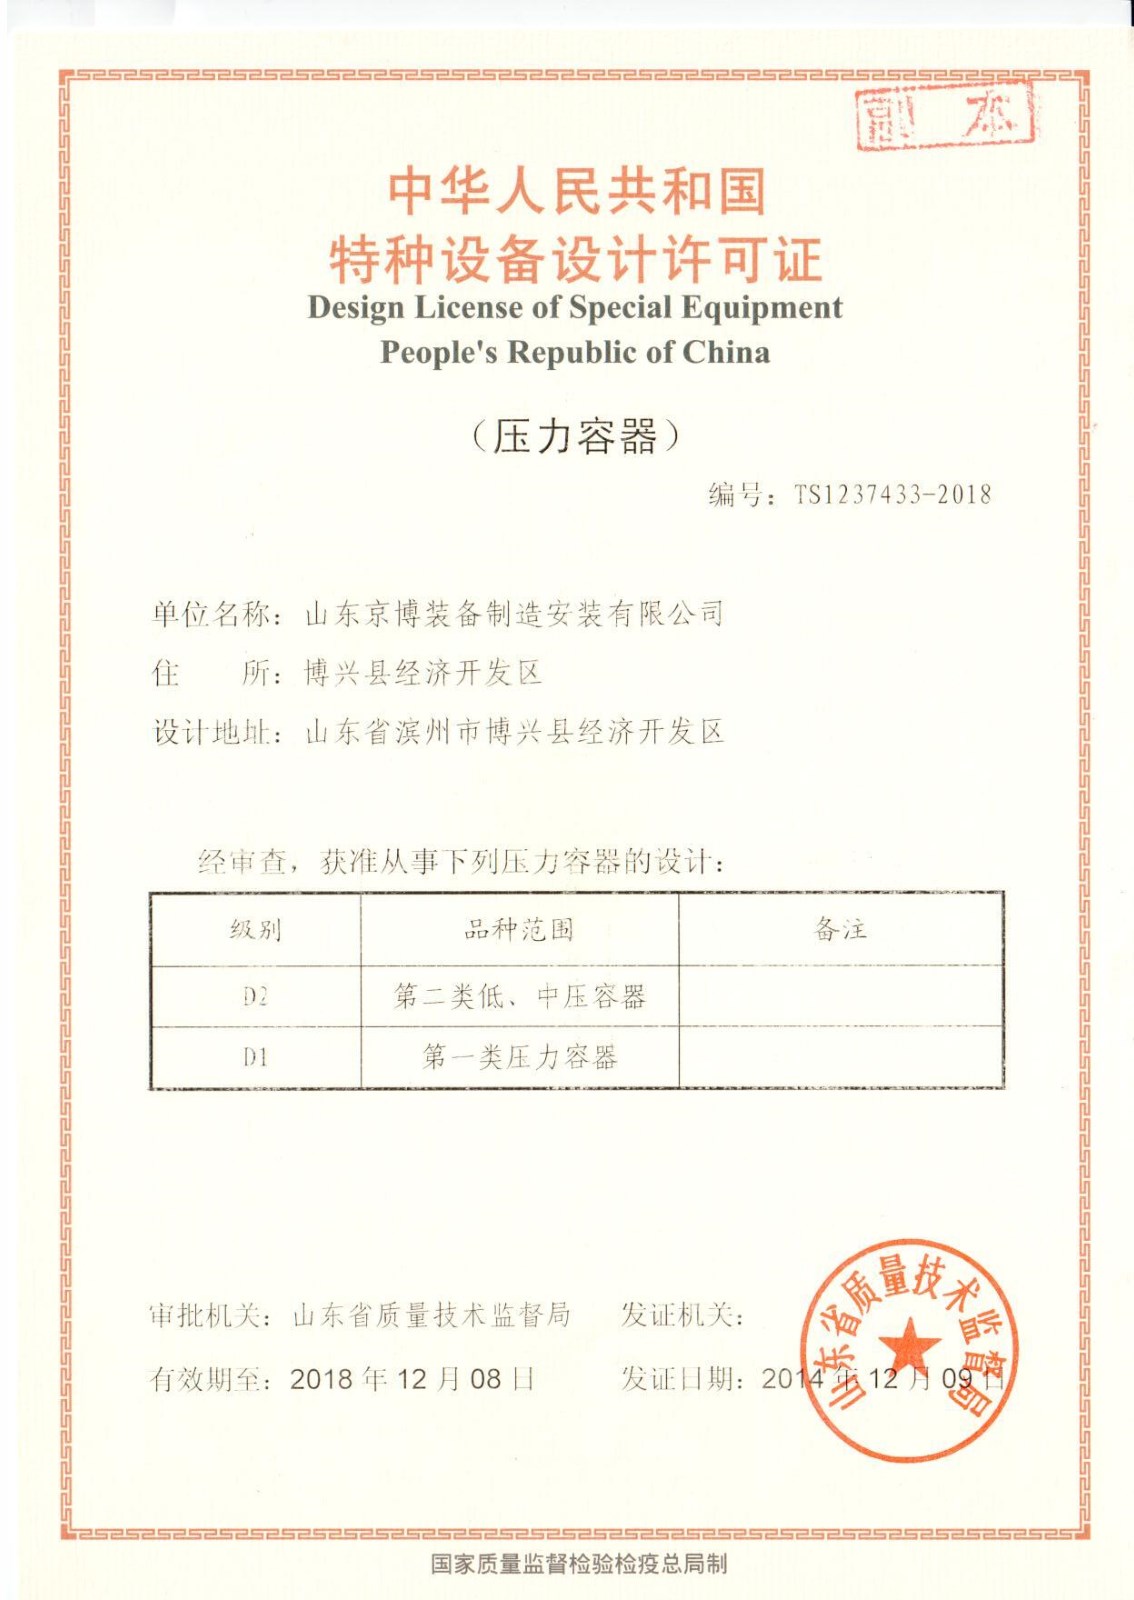 副 本
中华人民共和国
特种设备设计许可证
Design License of Special Equipment
People's Republic of China
（压力容器）
编号：TS1237433-2018
单位名称：山东京博装备制造安装有限公司
住 所：博兴县经济开发区
设计地址：山东省滨州市博兴县经济开发区
经审查，获准从事下列压力容器的设计：
级别 品种范围 备注
D2 第二类低、中压容器
D1 第一类压力容器
审批机关：山东省质量技术监督局 发证机关：
山东省质量技术监督局
有效期至：2018 年 12 月 08 日 发证日期：2014 年 12 月 09 日
国家质量监督检验检疫总局制